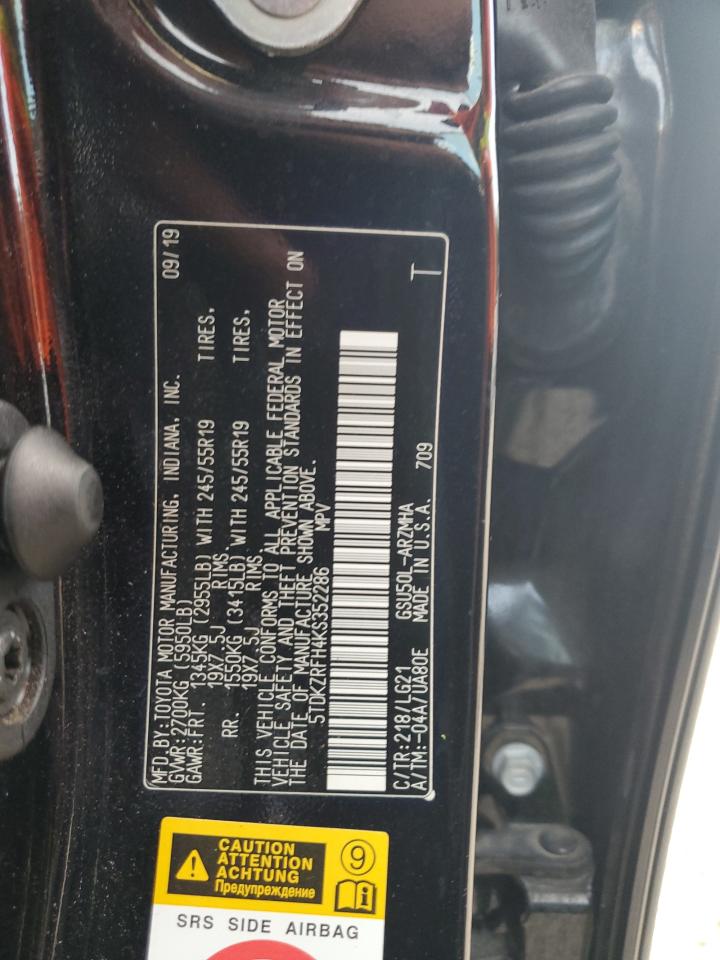 MFD.BY:TOYOTA MOTOR MANUFACTURING, INDIANA, INC. 09/19
GVWR:2700KG (5950LB)
GAWR:FRT. 1345KG (2955LB) WITH 245/55R19 TIRES,
19X7.5J RIMS
RR. 1550KG (3415LB) WITH 245/55R19 TIRES,
19X7.5J RIMS
THIS VEHICLE CONFORMS TO ALL APPLICABLE FEDERAL MOTOR
VEHICLE SAFETY AND THEFT PREVENTION STANDARDS IN EFFECT ON
THE DATE OF MANUFACTURE SHOWN ABOVE.
5TDKZRFH4KS352286 MPV
C/TR:218/LG21 GSU50L-ARZMHA T
A/TM:-04A/UA80E MADE IN U.S.A. 709
CAUTION
ATTENTION
ACHTUNG
Предупреждение
9
SRS SIDE AIRBAG